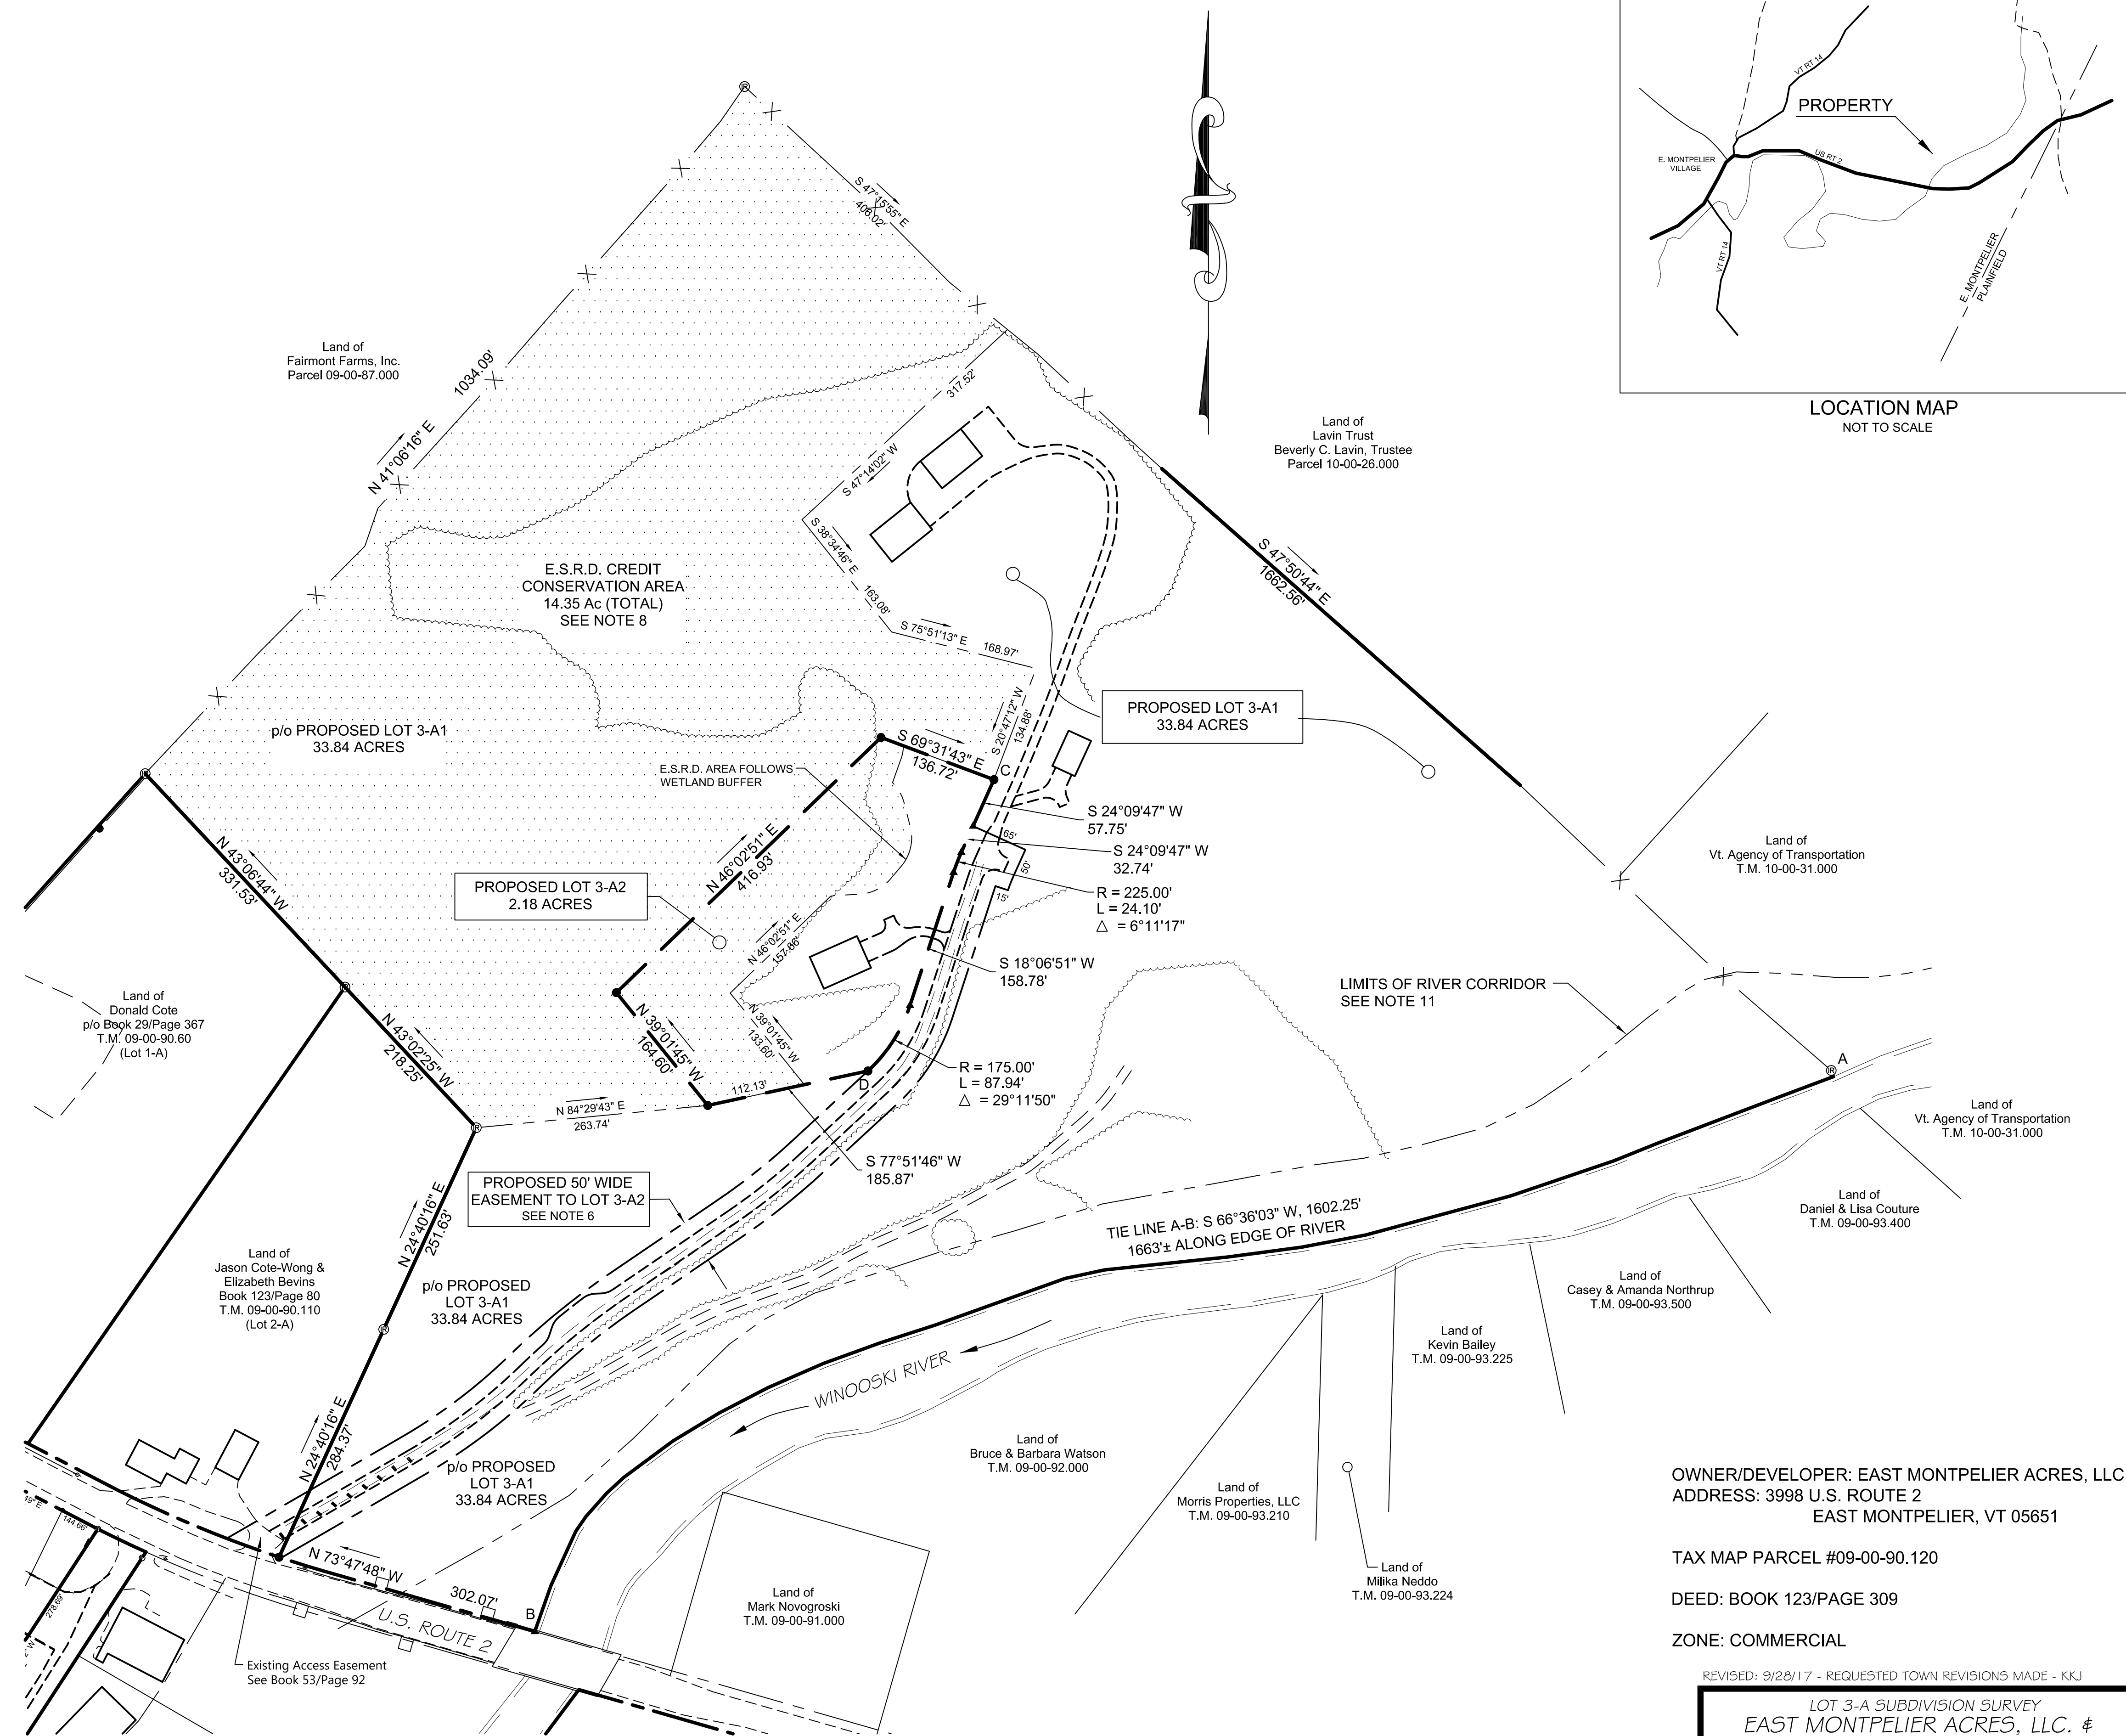 VT RT 14
PROPERTY
E. MONTPELIER
VILLAGE
US RT 2
VT RT 14
E. MONTPELIER
PLAINFIELD
LOCATION MAP
NOT TO SCALE
S 47°15'55" E
406.02'
Land of
Fairmont Farms, Inc.
Parcel 09-00-87.000
1034.09'
N 41°06'16" E
317.52'
S 47°14'02" W
Land of
Lavin Trust
Beverly C. Lavin, Trustee
Parcel 10-00-26.000
S 38°34'46" E
163.08'
S 47°50'44" E
1662.56'
E.S.R.D. CREDIT
CONSERVATION AREA
14.35 Ac (TOTAL)
SEE NOTE 8
S 75°51'13" E
168.97'
S 20°47'12" W
134.88'
PROPOSED LOT 3-A1
33.84 ACRES
p/o PROPOSED LOT 3-A1
33.84 ACRES
S 69°31'43" E
136.72'
C
E.S.R.D. AREA FOLLOWS
WETLAND BUFFER
S 24°09'47" W
57.75'
65'
S 24°09'47" W
32.74'
50'
15'
R = 225.00'
L = 24.10'
△ = 6°11'17"
N 43°06'44" W
331.53'
N 46°02'51" E
416.93'
PROPOSED LOT 3-A2
2.18 ACRES
N 46°02'51" E
157.86'
S 18°06'51" W
158.78'
Land of
Vt. Agency of Transportation
T.M. 10-00-31.000
LIMITS OF RIVER CORRIDOR
SEE NOTE 11
Land of
Donald Cote
p/o Book 29/Page 367
T.M. 09-00-90.60
(Lot 1-A)
N 43°02'25" W
218.25'
N 39°01'45" W
164.60'
N 39°01'45" W
133.60'
R = 175.00'
L = 87.94'
△ = 29°11'50"
D
A
112.13'
N 84°29'43" E
263.74'
Land of
Vt. Agency of Transportation
T.M. 10-00-31.000
S 77°51'46" W
185.87'
PROPOSED 50' WIDE
EASEMENT TO LOT 3-A2
SEE NOTE 6
N 24°40'16" E
251.63'
Land of
Daniel & Lisa Couture
T.M. 09-00-93.400
TIE LINE A-B: S 66°36'03" W, 1602.25'
1663'± ALONG EDGE OF RIVER
Land of
Jason Cote-Wong &
Elizabeth Bevins
Book 123/Page 80
T.M. 09-00-90.110
(Lot 2-A)
p/o PROPOSED
LOT 3-A1
33.84 ACRES
Land of
Casey & Amanda Northrup
T.M. 09-00-93.500
Land of
Kevin Bailey
T.M. 09-00-93.225
WINOOSKI RIVER
N 24°40'16" E
284.37'
p/o PROPOSED
LOT 3-A1
33.84 ACRES
Land of
Bruce & Barbara Watson
T.M. 09-00-92.000
Land of
Morris Properties, LLC
T.M. 09-00-93.210
Land of
Milika Neddo
T.M. 09-00-93.224
144.66'
278.69'
N 73°47'48" W
302.07'
B
U.S. ROUTE 2
Land of
Mark Novogroski
T.M. 09-00-91.000
Existing Access Easement
See Book 53/Page 92
OWNER/DEVELOPER: EAST MONTPELIER ACRES, LLC
ADDRESS: 3998 U.S. ROUTE 2
EAST MONTPELIER, VT 05651
TAX MAP PARCEL #09-00-90.120
DEED: BOOK 123/PAGE 309
ZONE: COMMERCIAL
REVISED: 9/28/17 - REQUESTED TOWN REVISIONS MADE - KKJ
LOT 3-A SUBDIVISION SURVEY
EAST MONTPELIER ACRES, LLC. &